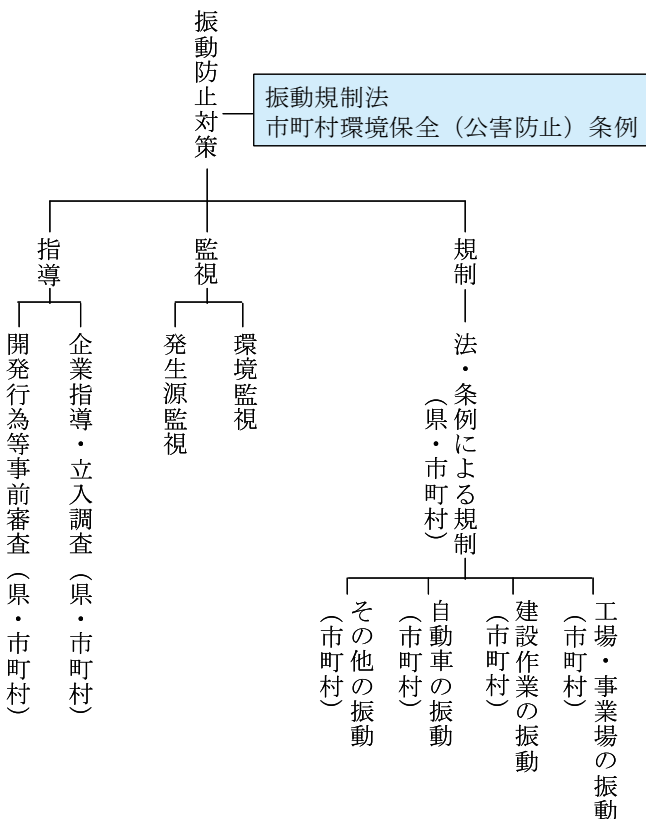 振動防止対策
振動規制法
市町村環境保全（公害防止）条例
規制
監視
指導
法・条例による規制
（県・市町村）
環境監視
発生源監視
企業指導・立入調査（県・市町村）
開発行為等事前審査（県・市町村）
工場・事業場の振動
（市町村）
建設作業の振動
（市町村）
自動車の振動
（市町村）
その他の振動
（市町村）